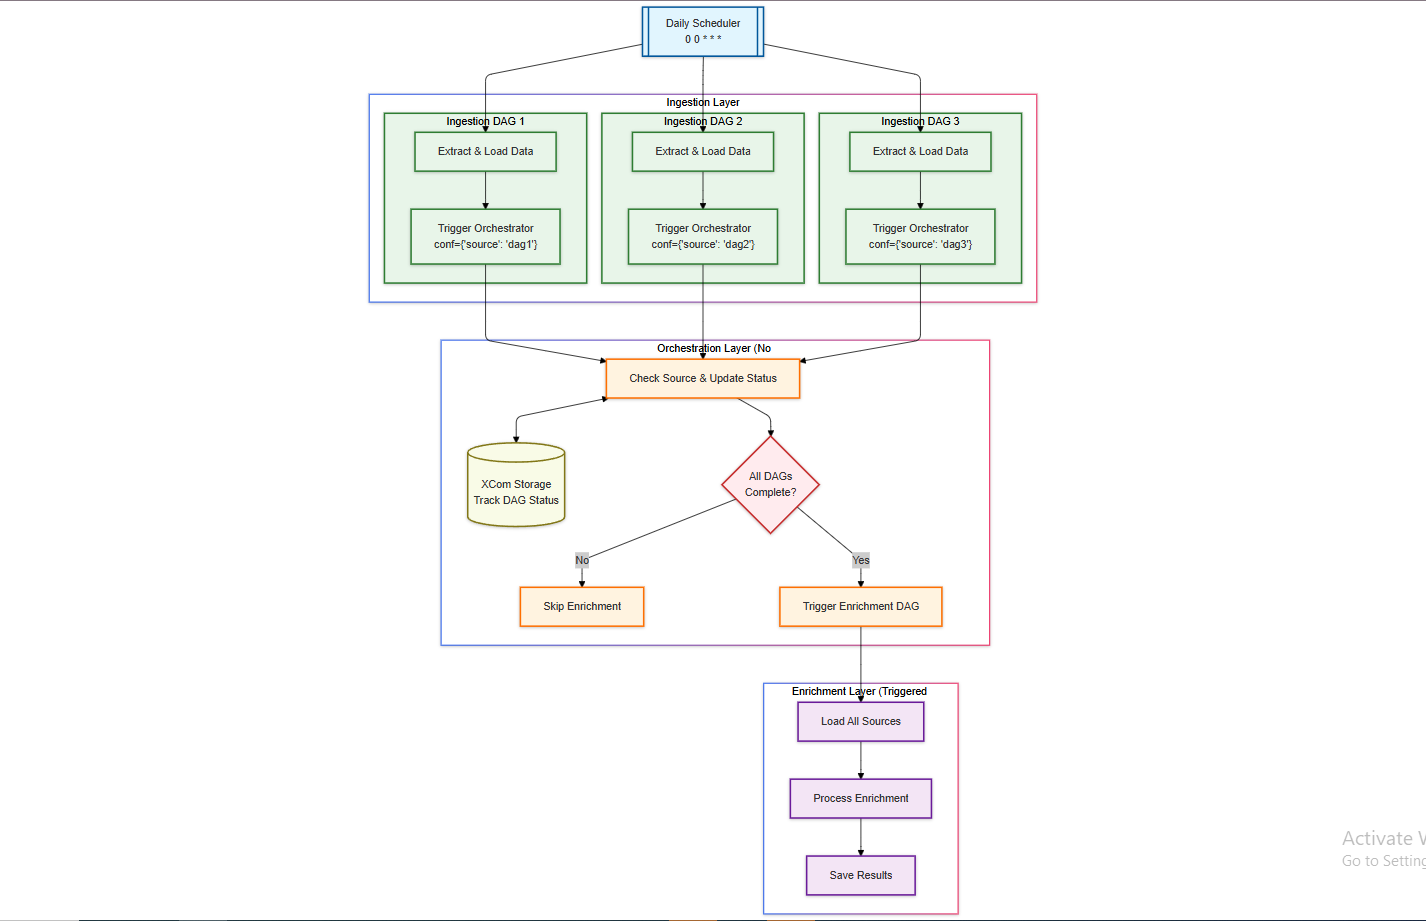 Daily Scheduler
0 0 * * *
Ingestion Layer
Ingestion DAG 1
Ingestion DAG 2
Ingestion DAG 3
Extract & Load Data
Extract & Load Data
Extract & Load Data
Trigger Orchestrator
conf={'source': 'dag1'}
Trigger Orchestrator
conf={'source': 'dag2'}
Trigger Orchestrator
conf={'source': 'dag3'}
Orchestration Layer (No
Check Source & Update Status
XCom Storage
Track DAG Status
All DAGs
Complete?
No
Yes
Skip Enrichment
Trigger Enrichment DAG
Enrichment Layer (Triggered
Load All Sources
Process Enrichment
Save Results
Activate
Go to Setting